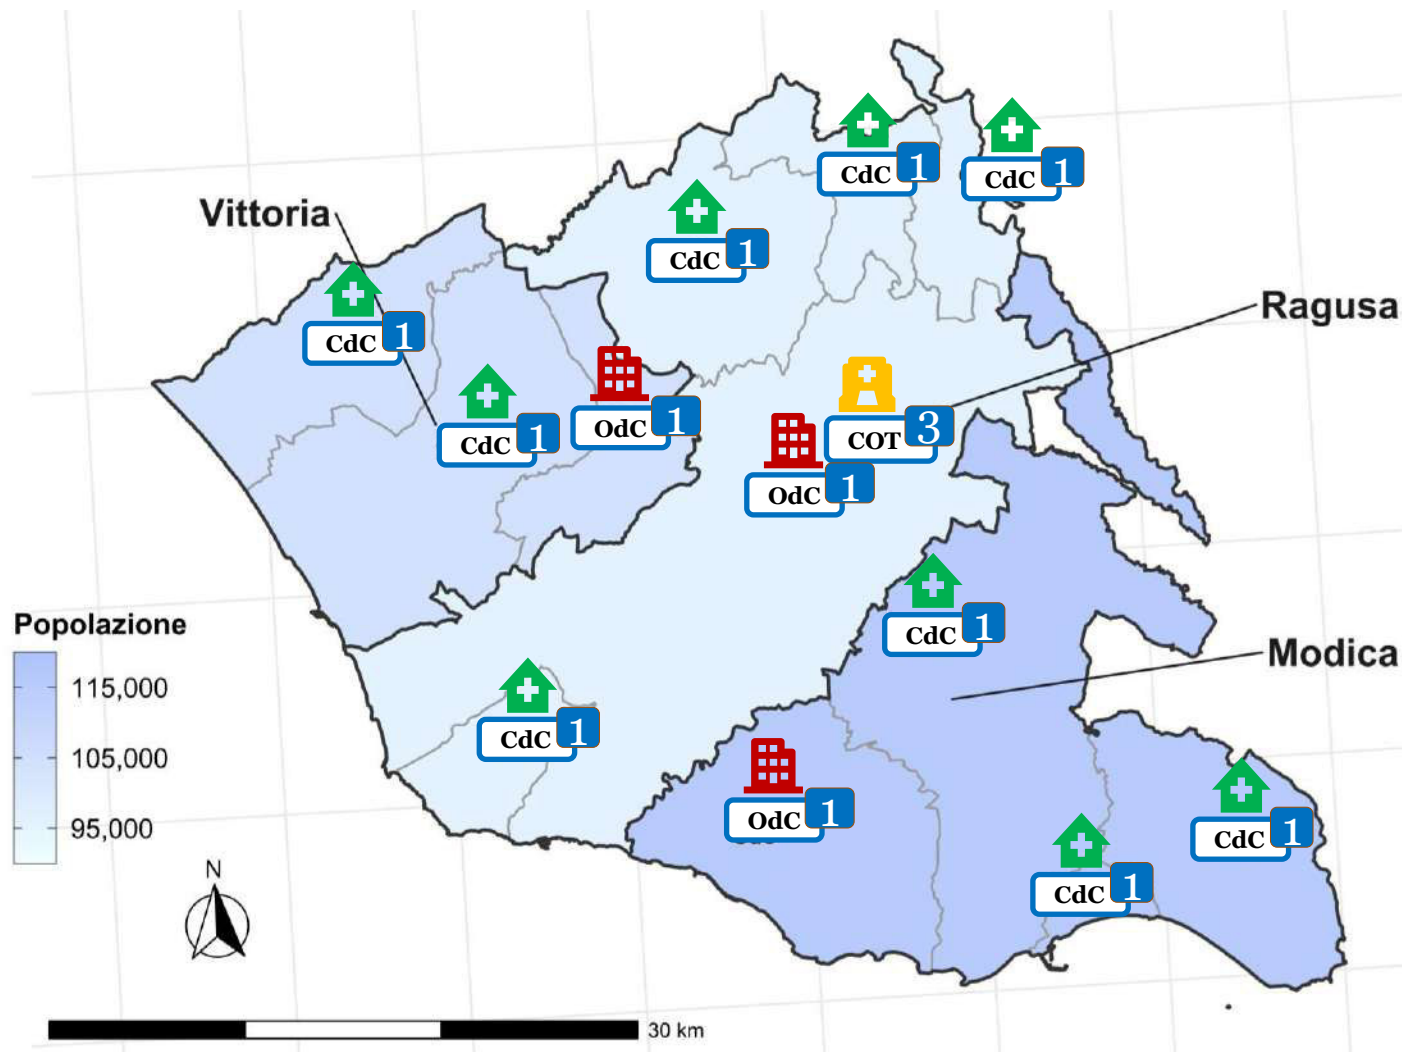 CdC 1
CdC 1
Vittoria
CdC 1
CdC 1
Ragusa
CdC 1
OdC 1
COT 3
CdC 1
OdC 1
CdC 1
Popolazione
115,000
105,000
95,000
Modica
CdC 1
OdC 1
CdC 1
CdC 1
N
30 km